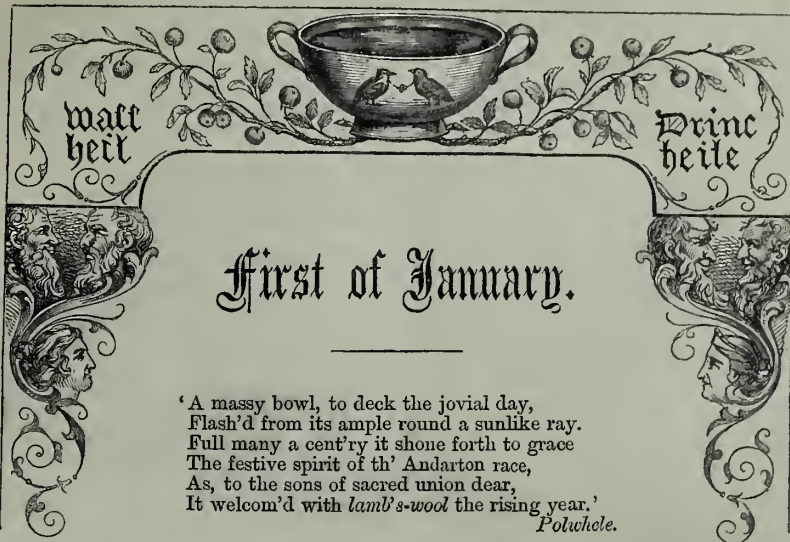 wass
heil
Drinc
heile
First of January.
‘A massy bowl, to deck the jovial day,
Flash’d from its ample round a sunlike ray.
Full many a cent’ry it shone forth to grace
The festive spirit of th’ Andarton race,
As, to the sons of sacred union dear,
It welcom’d with lamb’s-wool the rising year.’
Polwhele.